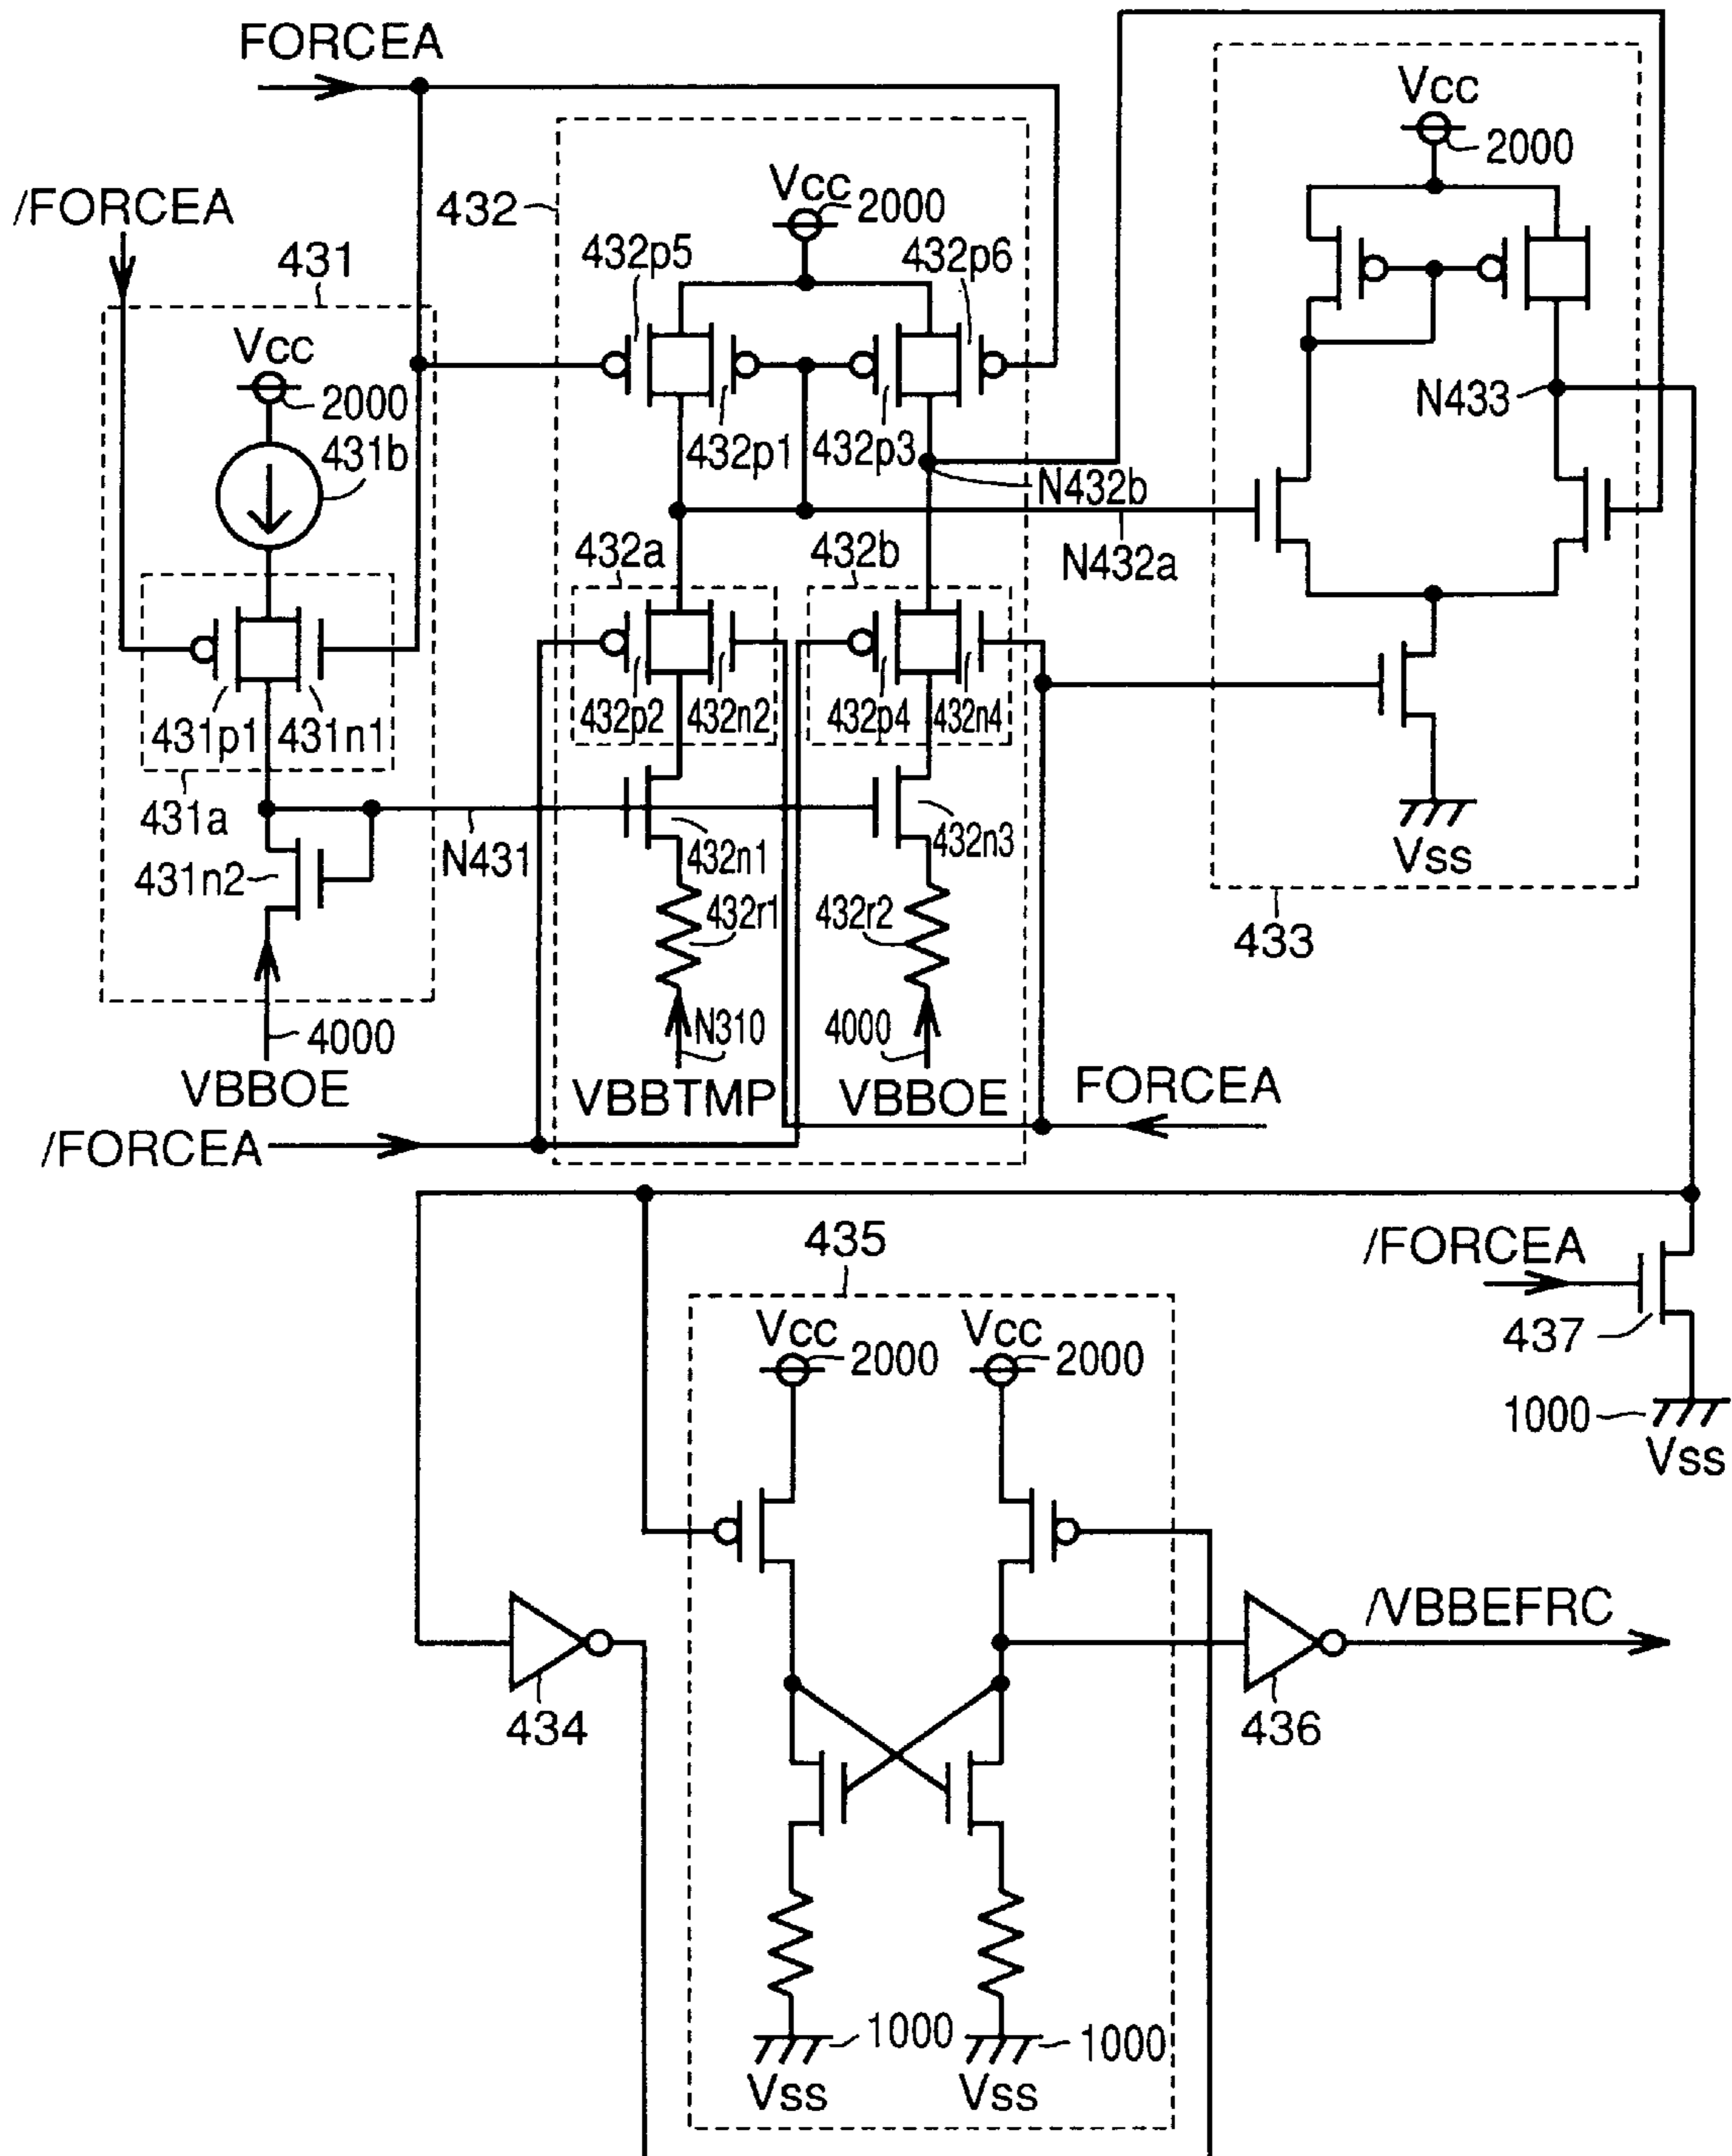 FORCEA
/FORCEA
431
Vcc
2000
431b
431p1
431n1
431a
431n2
N431
4000
VBBOE
/FORCEA
432
Vcc
2000
432p5
432p6
432p1
432p3
N432b
N432a
432a
432b
432p2
432n2
432p4
432n4
432n1
432n3
432r1
432r2
N310
4000
VBBTMP
VBBOE
FORCEA
Vcc
2000
N433
Vss
433
/FORCEA
437
1000
Vss
435
Vcc
2000
Vcc
2000
434
436
/VBBEFRC
1000
1000
Vss
Vss